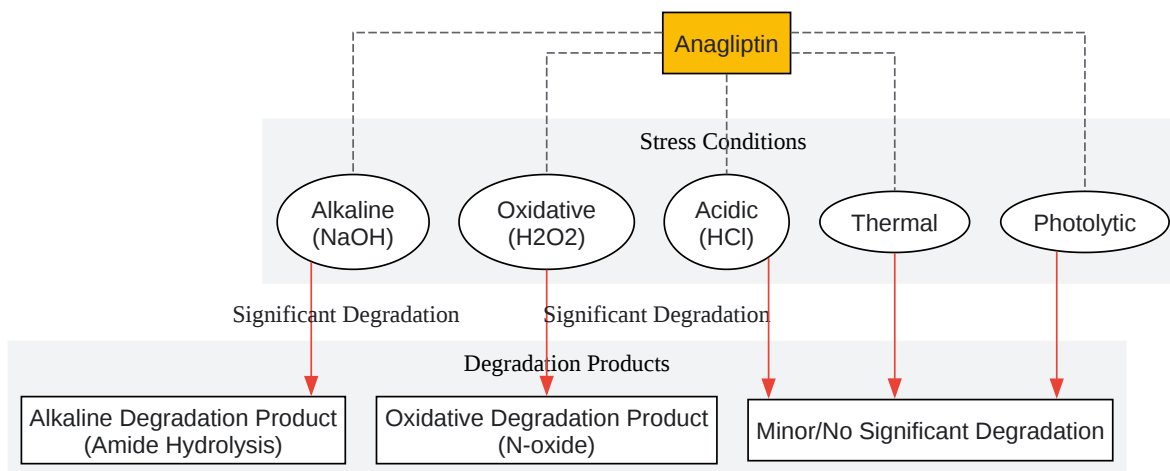 Anagliptin
Stress Conditions
Alkaline
(NaOH)
Oxidative
(H2O2)
Acidic
(HCl)
Thermal
Photolytic
Significant Degradation
Significant Degradation
Degradation Products
Alkaline Degradation Product
(Amide Hydrolysis)
Oxidative Degradation Product
(N-oxide)
Minor/No Significant Degradation